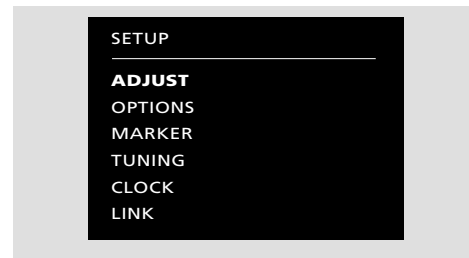 SETUP
ADJUST
OPTIONS
MARKER
TUNING
CLOCK
LINK